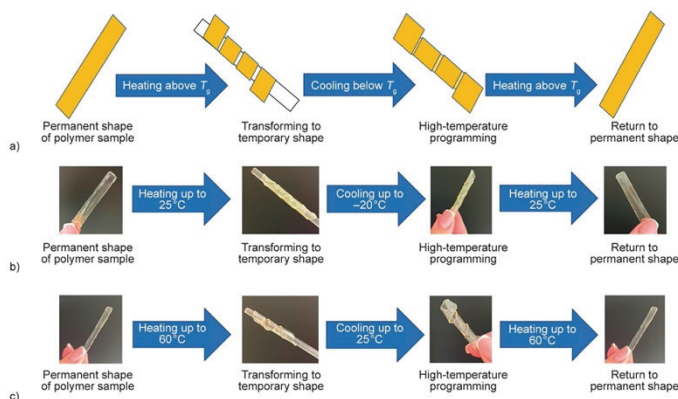 Heating above Tg
Cooling below Tg
Heating above Tg
Permanent shape
of polymer sample
Transforming to
temporary shape
High-temperature
programming
Return to
permanent shape
a)
Heating up to
25°C
Cooling up to
–20°C
Heating up to
25°C
Permanent shape
of polymer sample
Transforming to
temporary shape
High-temperature
programming
Return to
permanent shape
b)
Heating up to
60°C
Cooling up to
25°C
Heating up to
60°C
Permanent shape
of polymer sample
Transforming to
temporary shape
High-temperature
programming
Return to
permanent shape
c)